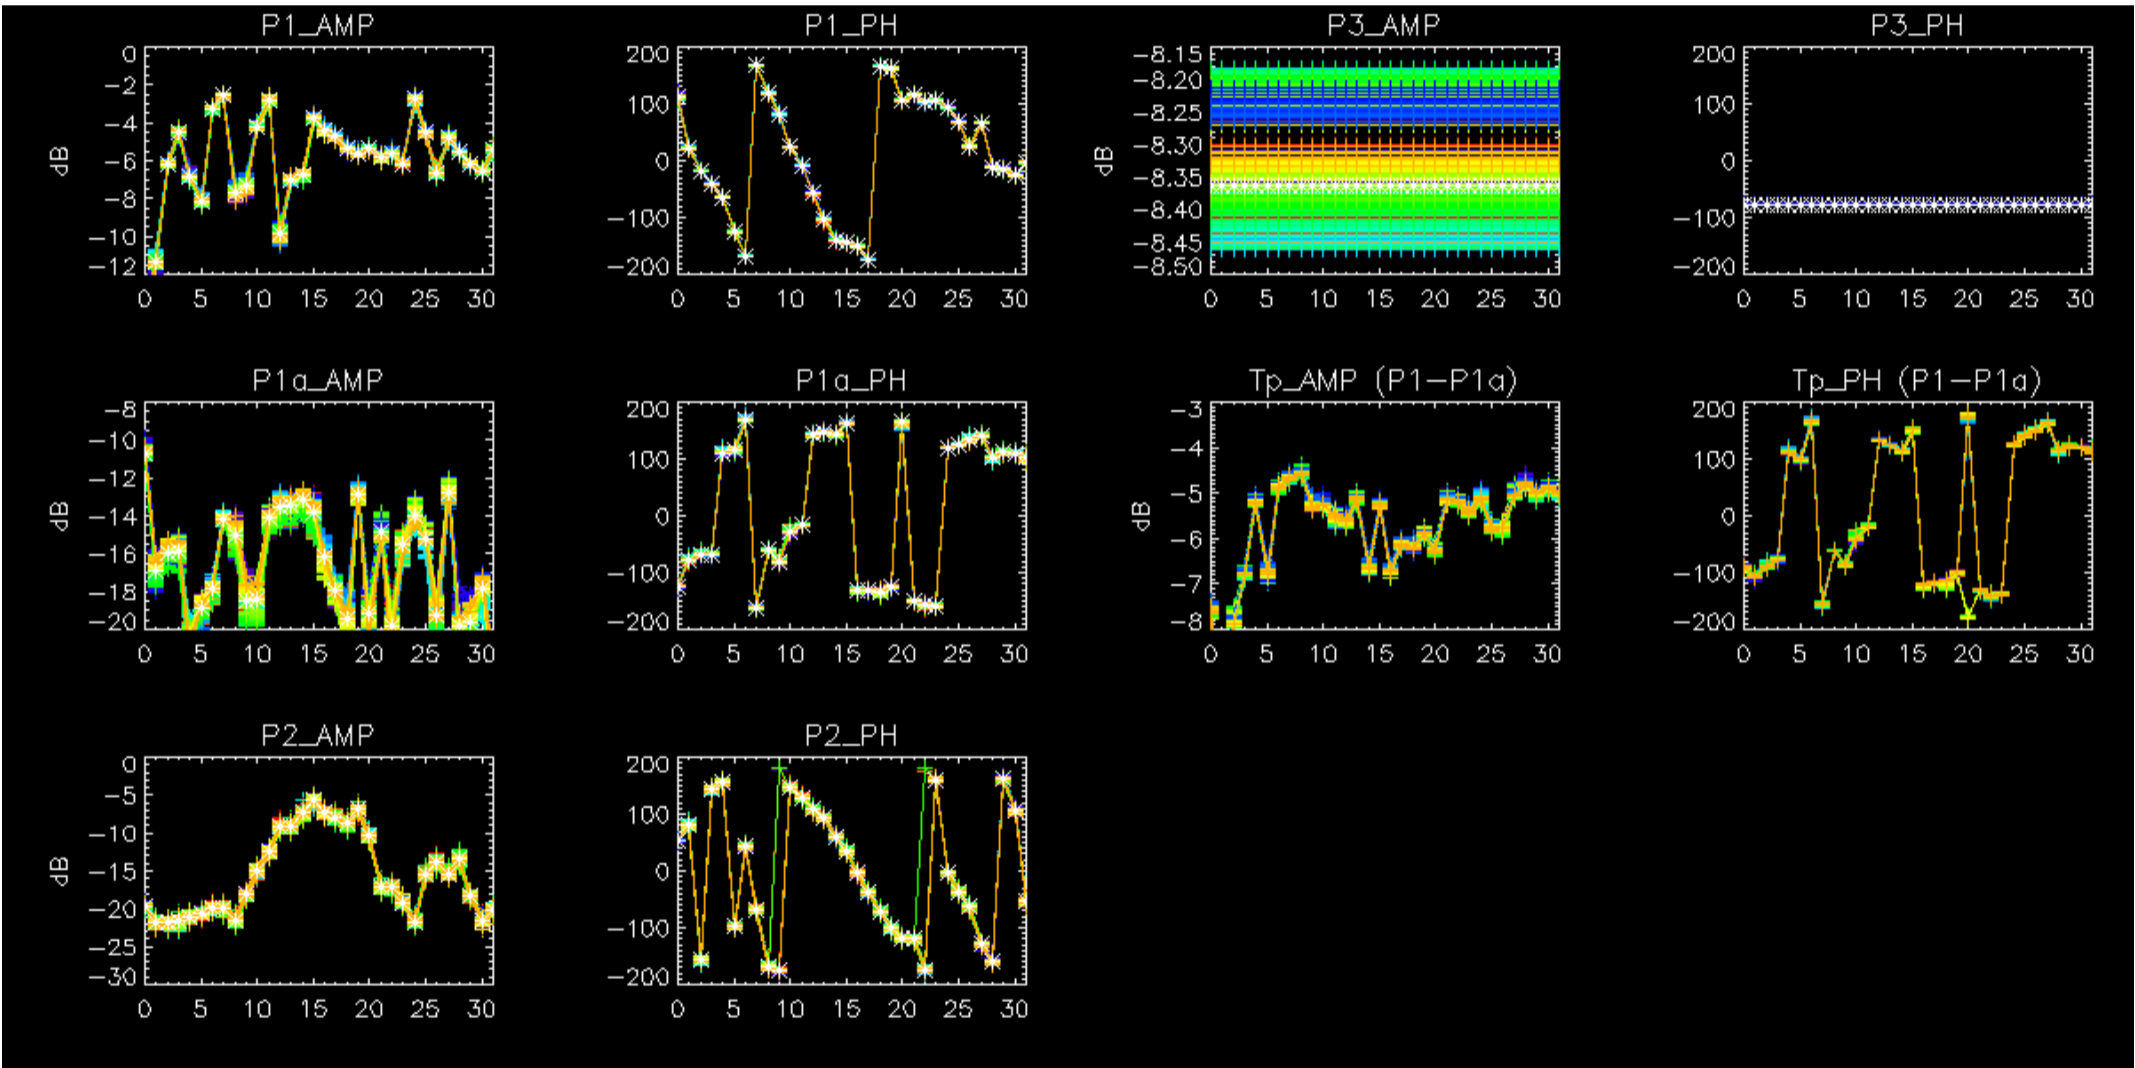 P1_AMP
0
−2
−4
−6
−8
−10
−12
dB
0 5 10 15 20 25 30
P1_PH
200
100
0
−100
−200
0 5 10 15 20 25 30
P3_AMP
−8.15
−8.20
−8.25
−8.30
−8.35
−8.40
−8.45
−8.50
dB
0 5 10 15 20 25 30
P3_PH
200
100
0
−100
−200
0 5 10 15 20 25 30
P1a_AMP
−8
−10
−12
−14
−16
−18
−20
dB
0 5 10 15 20 25 30
P1a_PH
200
100
0
−100
−200
0 5 10 15 20 25 30
Tp_AMP (P1−P1a)
−3
−4
−5
−6
−7
−8
dB
0 5 10 15 20 25 30
Tp_PH (P1−P1a)
200
100
0
−100
−200
0 5 10 15 20 25 30
P2_AMP
0
−5
−10
−15
−20
−25
−30
dB
0 5 10 15 20 25 30
P2_PH
200
100
0
−100
−200
0 5 10 15 20 25 30